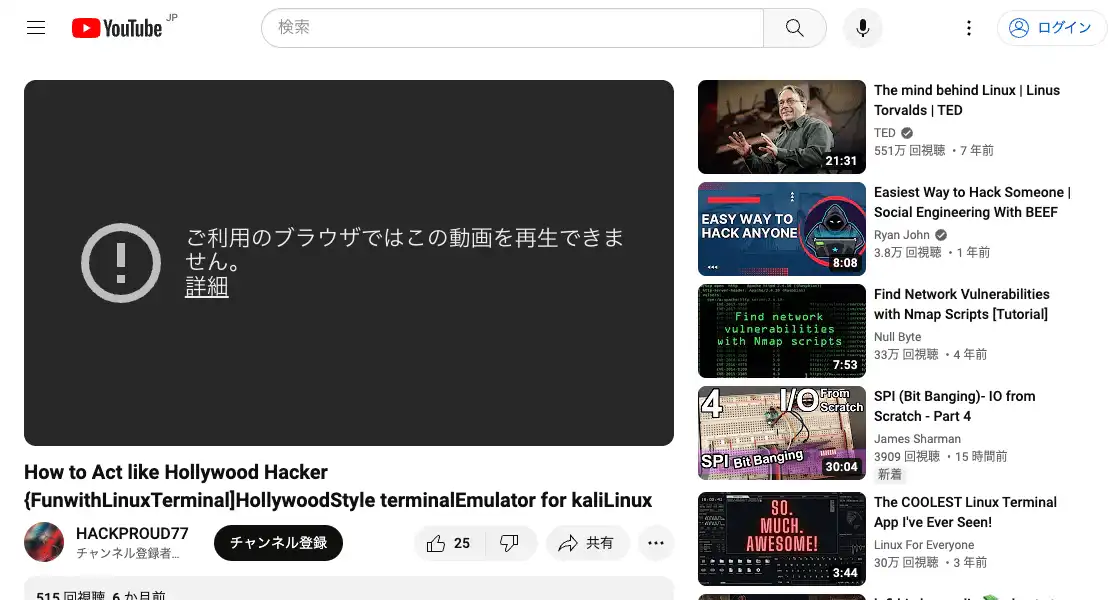 YouTube JP
検索
ログイン
ご利用のブラウザではこの動画を再生できま
せん。
詳細
How to Act like Hollywood Hacker
{FunwithLinuxTerminal]HollywoodStyle terminalEmulator for kaliLinux
HACKPROUD77
チャンネル登録者...
チャンネル登録
25
共有
515 回視聴 6 か月前
21:31
The mind behind Linux | Linus
Torvalds | TED
TED
551万 回視聴 ・7 年前
EASY WAY TO
HACK ANYONE
8:08
Easiest Way to Hack Someone |
Social Engineering With BEEF
Ryan John
3.8万 回視聴 ・1 年前
Find network
vulnerabilities
with Nmap scripts
7:53
Find Network Vulnerabilities
with Nmap Scripts [Tutorial]
Null Byte
33万 回視聴 ・4 年前
4 I/O From
Scratch
SPI Bit Banging
30:04
SPI (Bit Banging)- IO from
Scratch - Part 4
James Sharman
3909 回視聴 ・15 時間前
新着
SO.
MUCH.
AWESOME!
3:44
The COOLEST Linux Terminal
App I've Ever Seen!
Linux For Everyone
30万 回視聴 ・3 年前